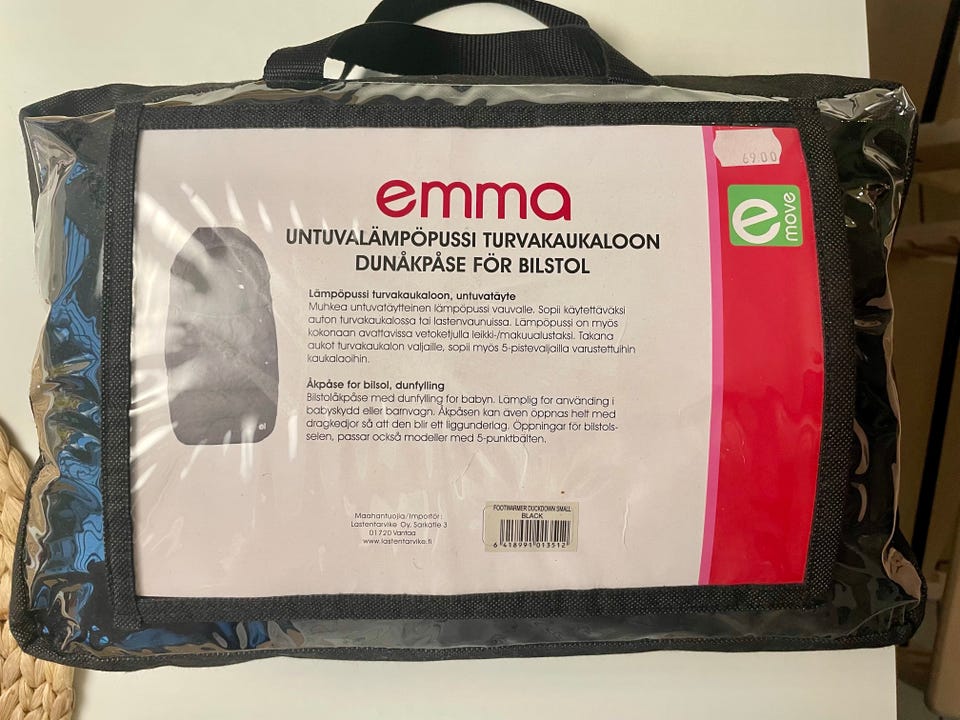 69.00
emma
e move
UNTUVALÄMPÖPUSSI TURVAKAUKALOON
DUNÅKPÅSE FÖR BILSTOL
Lämpöpussi turvakaukaloon, untuvatäyte
Muhkea untuvatäytteinen lämpöpussi vauvalle. Sopii käytettäväksi
auton turvakaukalossa tai lastenvaunuissa. Lämpöpussi on myös
kokonaan avattavissa vetoketjulla leikki-/makuualustaksi. Takana
aukot turvakaukalon valjaille, sopii myös 5-pistevaljailla varustettuihin
kaukaloihin.
Åkpåse for bilsol, dunfylling
Bilstolåkpåse med dunfylling for babyn. Lämplig for använding i
babyskydd eller barnvagn. Åkpåsen kan även öppnas helt med
dragkedjor så att den blir ett liggunderlag. Öppningar för bilstols-
selen, passar också modeller med 5-punktbälten.
Maahantuoja/Importör:
Lastentarvike Oy, Sarkatie 3
01720 Vantaa
www.lastentarvike.fi
FOOTWARMER DUCKDOWN SMALL
BLACK
6 418991 013512